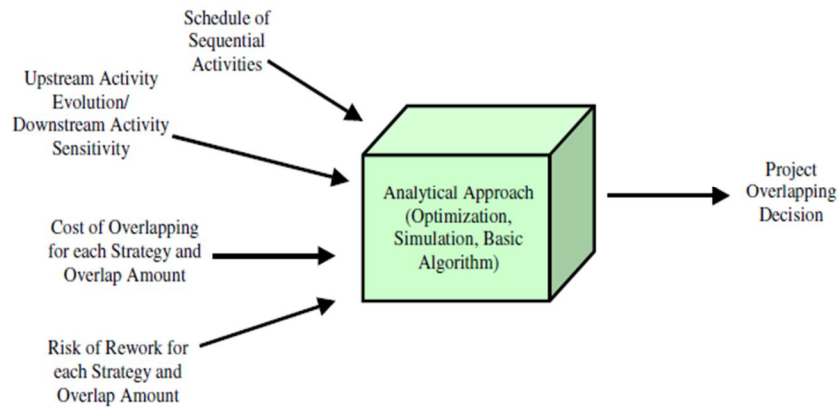 Schedule of
Sequential
Activities
Upstream Activity
Evolution/
Downstream Activity
Sensitivity
Cost of Overlapping
for each Strategy and
Overlap Amount
Risk of Rework for
each Strategy and
Overlap Amount
Analytical Approach
(Optimization,
Simulation, Basic
Algorithm)
Project
Overlapping
Decision